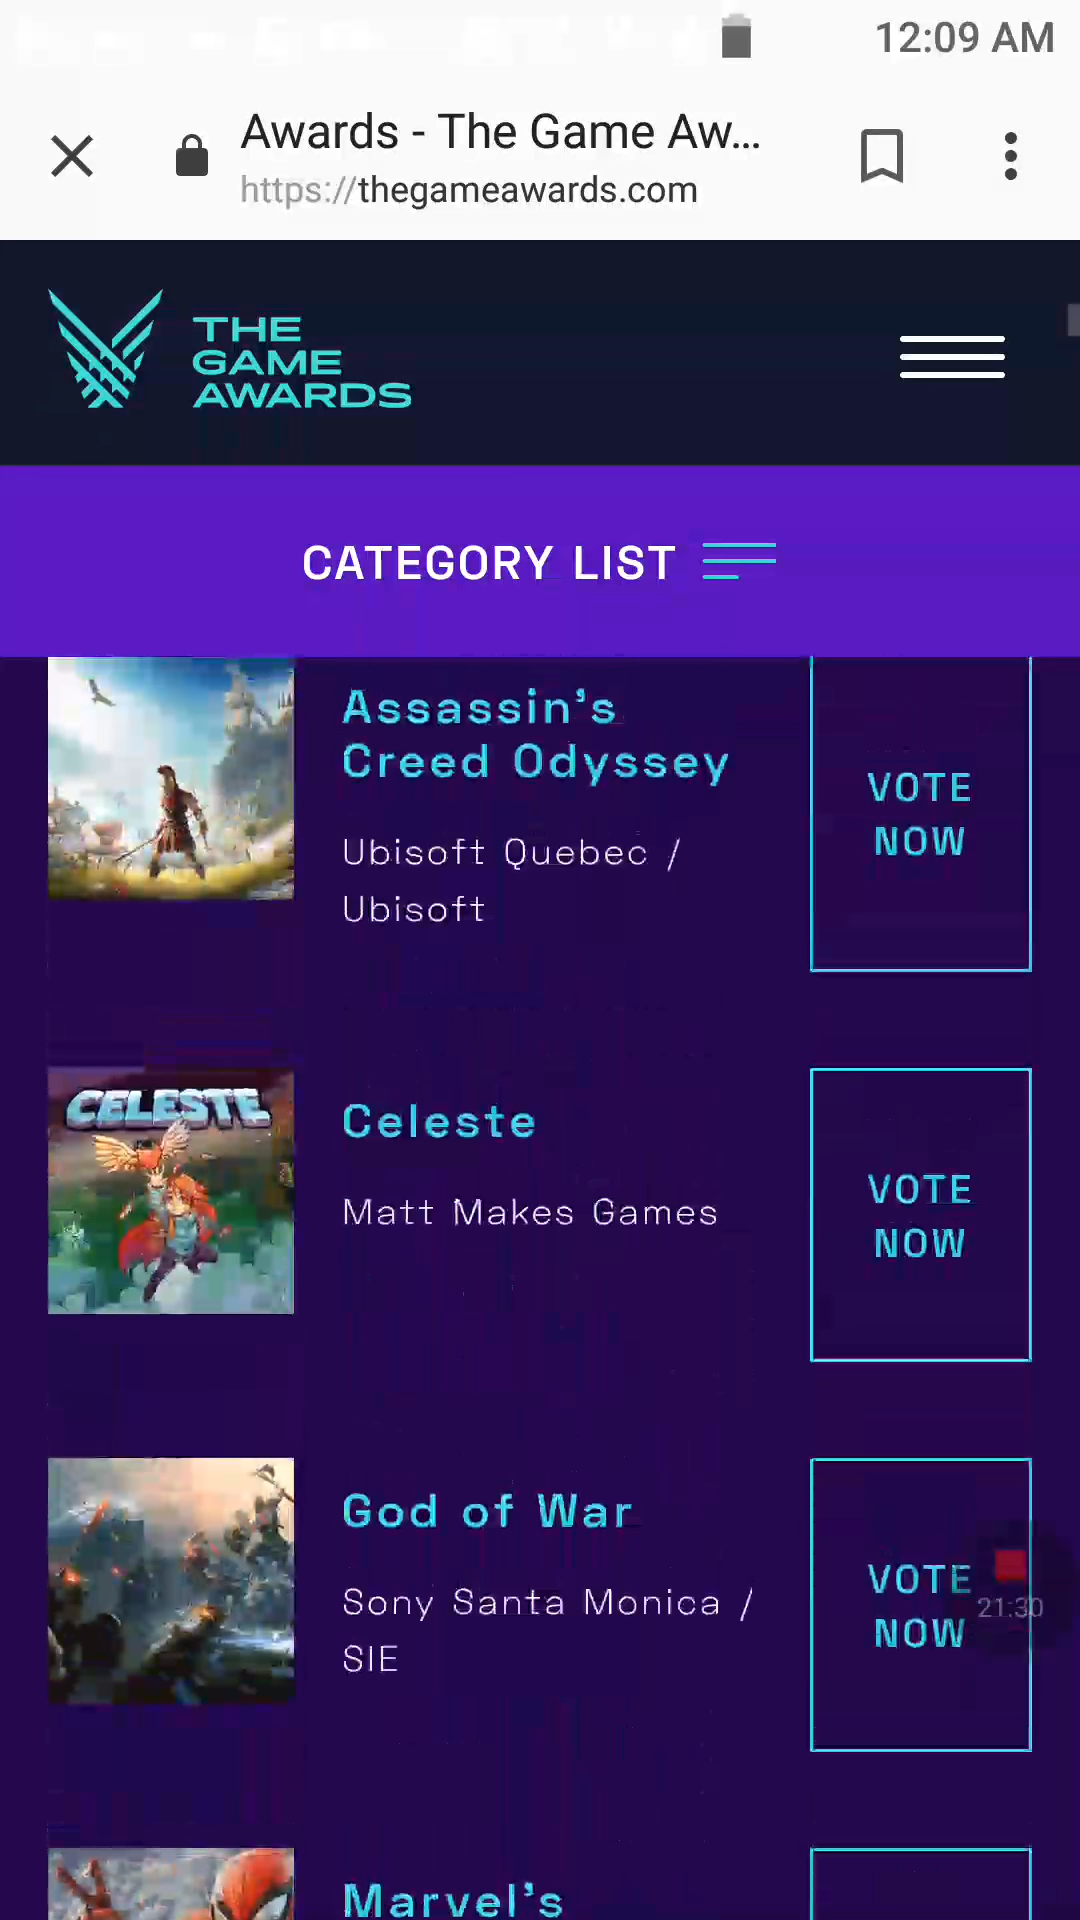 12:09 AM
Awards - The Game Aw...
https://thegameawards.com
THE
GAME
AWARDS
CATEGORY LIST
Assassin's
Creed Odyssey
Ubisoft Quebec /
Ubisoft
VOTE
NOW
CELESTE
Celeste
Matt Makes Games
VOTE
NOW
God of War
Sony Santa Monica /
SIE
VOTE
NOW
21:30
Marvel's